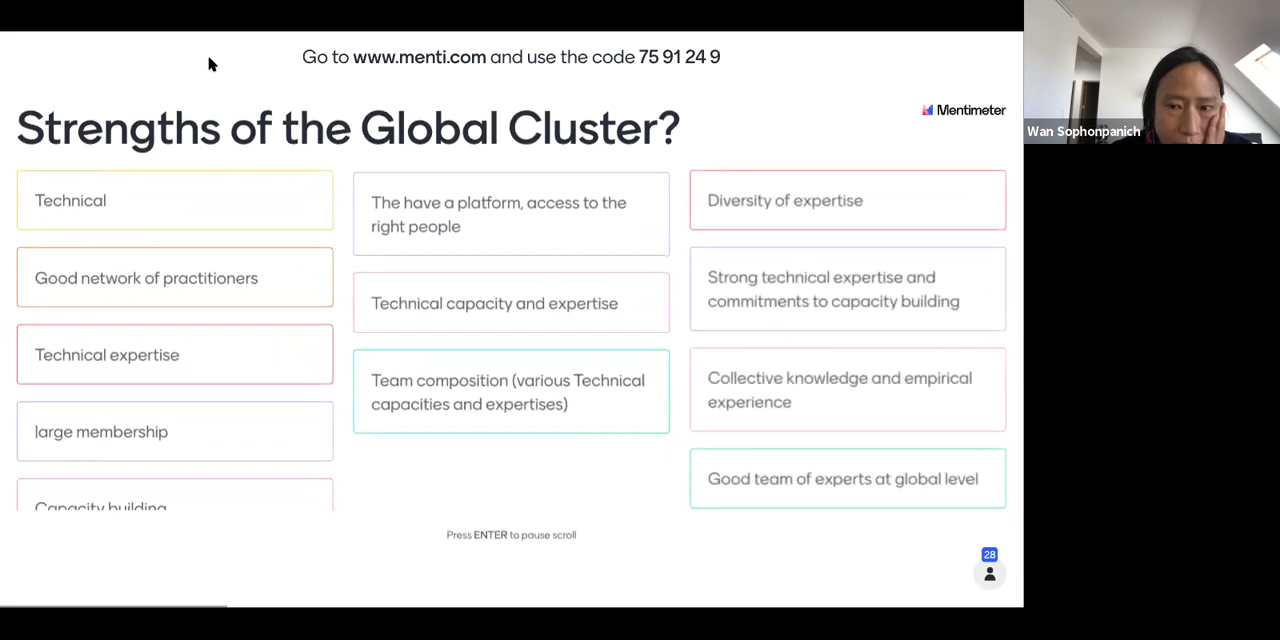 Go to www.menti.com and use the code 75 91 24 9
Strengths of the Global Cluster?
Mentimeter
Technical
Good network of practitioners
Technical expertise
large membership
Capacity building
The have a platform, access to the
right people
Technical capacity and expertise
Team composition (various Technical
capacities and expertises)
Diversity of expertise
Strong technical expertise and
commitments to capacity building
Collective knowledge and empirical
experience
Good team of experts at global level
Press ENTER to pause scroll
28
Wan Sophonpanich